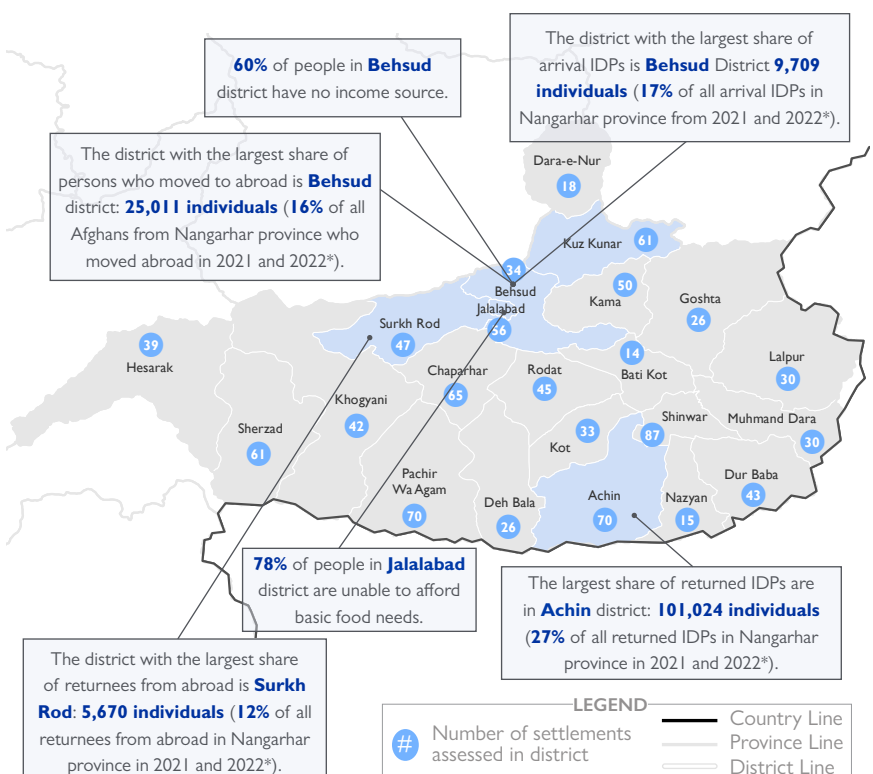 60% of people in Behsud
district have no income source.
The district with the largest share of
arrival IDPs is Behsud District 9,709
individuals (17% of all arrival IDPs in
Nangarhar province from 2021 and 2022*).
The district with the largest share of
persons who moved to abroad is Behsud
district: 25,011 individuals (16% of all
Afghans from Nangarhar province who
moved abroad in 2021 and 2022*).
Dara-e-Nur
18
Kuz Kunar
61
34
Behsud
50
Kama
Goshta
26
Jalalabad
56
Surkh Rod
47
39
Hesarak
14
Bati Kot
Lalpur
30
Chaparhar
65
Rodat
45
Khogyani
42
Sherzad
61
33
Kot
Shinwar
87
Muhmand Dara
30
Pachir
Wa Agam
70
Deh Bala
26
Achin
70
Nazyan
15
Dur Baba
43
78% of people in Jalalabad
district are unable to afford
basic food needs.
The largest share of returned IDPs are
in Achin district: 101,024 individuals
(27% of all returned IDPs in Nangarhar
province in 2021 and 2022*).
The district with the largest share
of returnees from abroad is Surkh
Rod: 5,670 individuals (12% of all
returnees from abroad in Nangarhar
province in 2021 and 2022*).
LEGEND
# Number of settlements
assessed in district
Country Line
Province Line
District Line